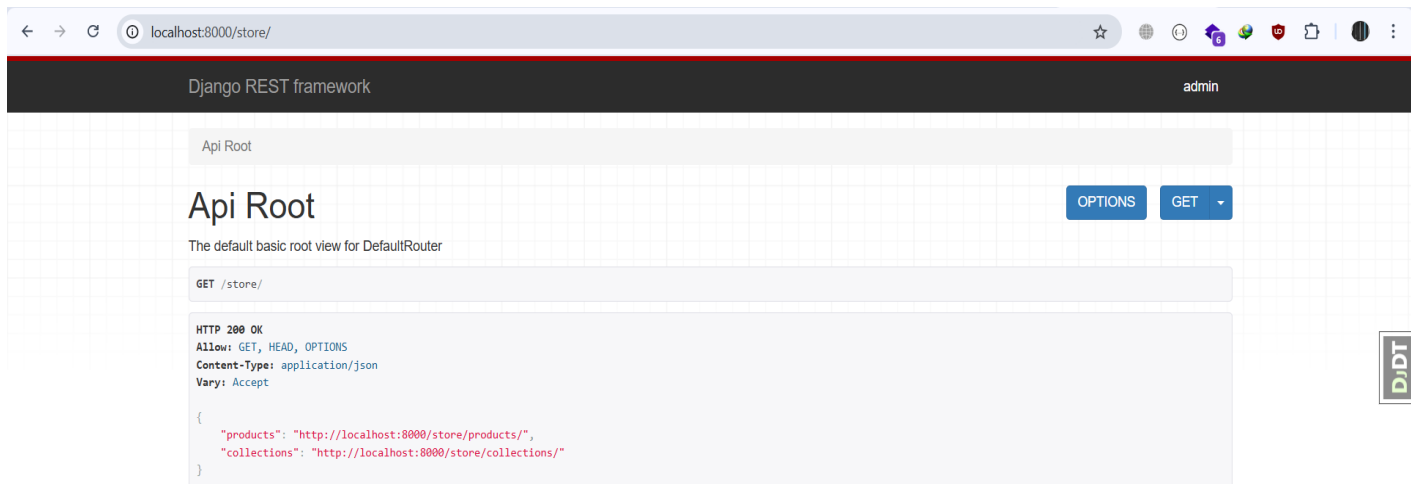 localhost:8000/store/
6
Django REST framework admin
Api Root
Api Root
OPTIONS GET
The default basic root view for DefaultRouter
GET /store/
HTTP 200 OK
Allow: GET, HEAD, OPTIONS
Content-Type: application/json
Vary: Accept
{
"products": "http://localhost:8000/store/products/",
"collections": "http://localhost:8000/store/collections/"
}
DJDT